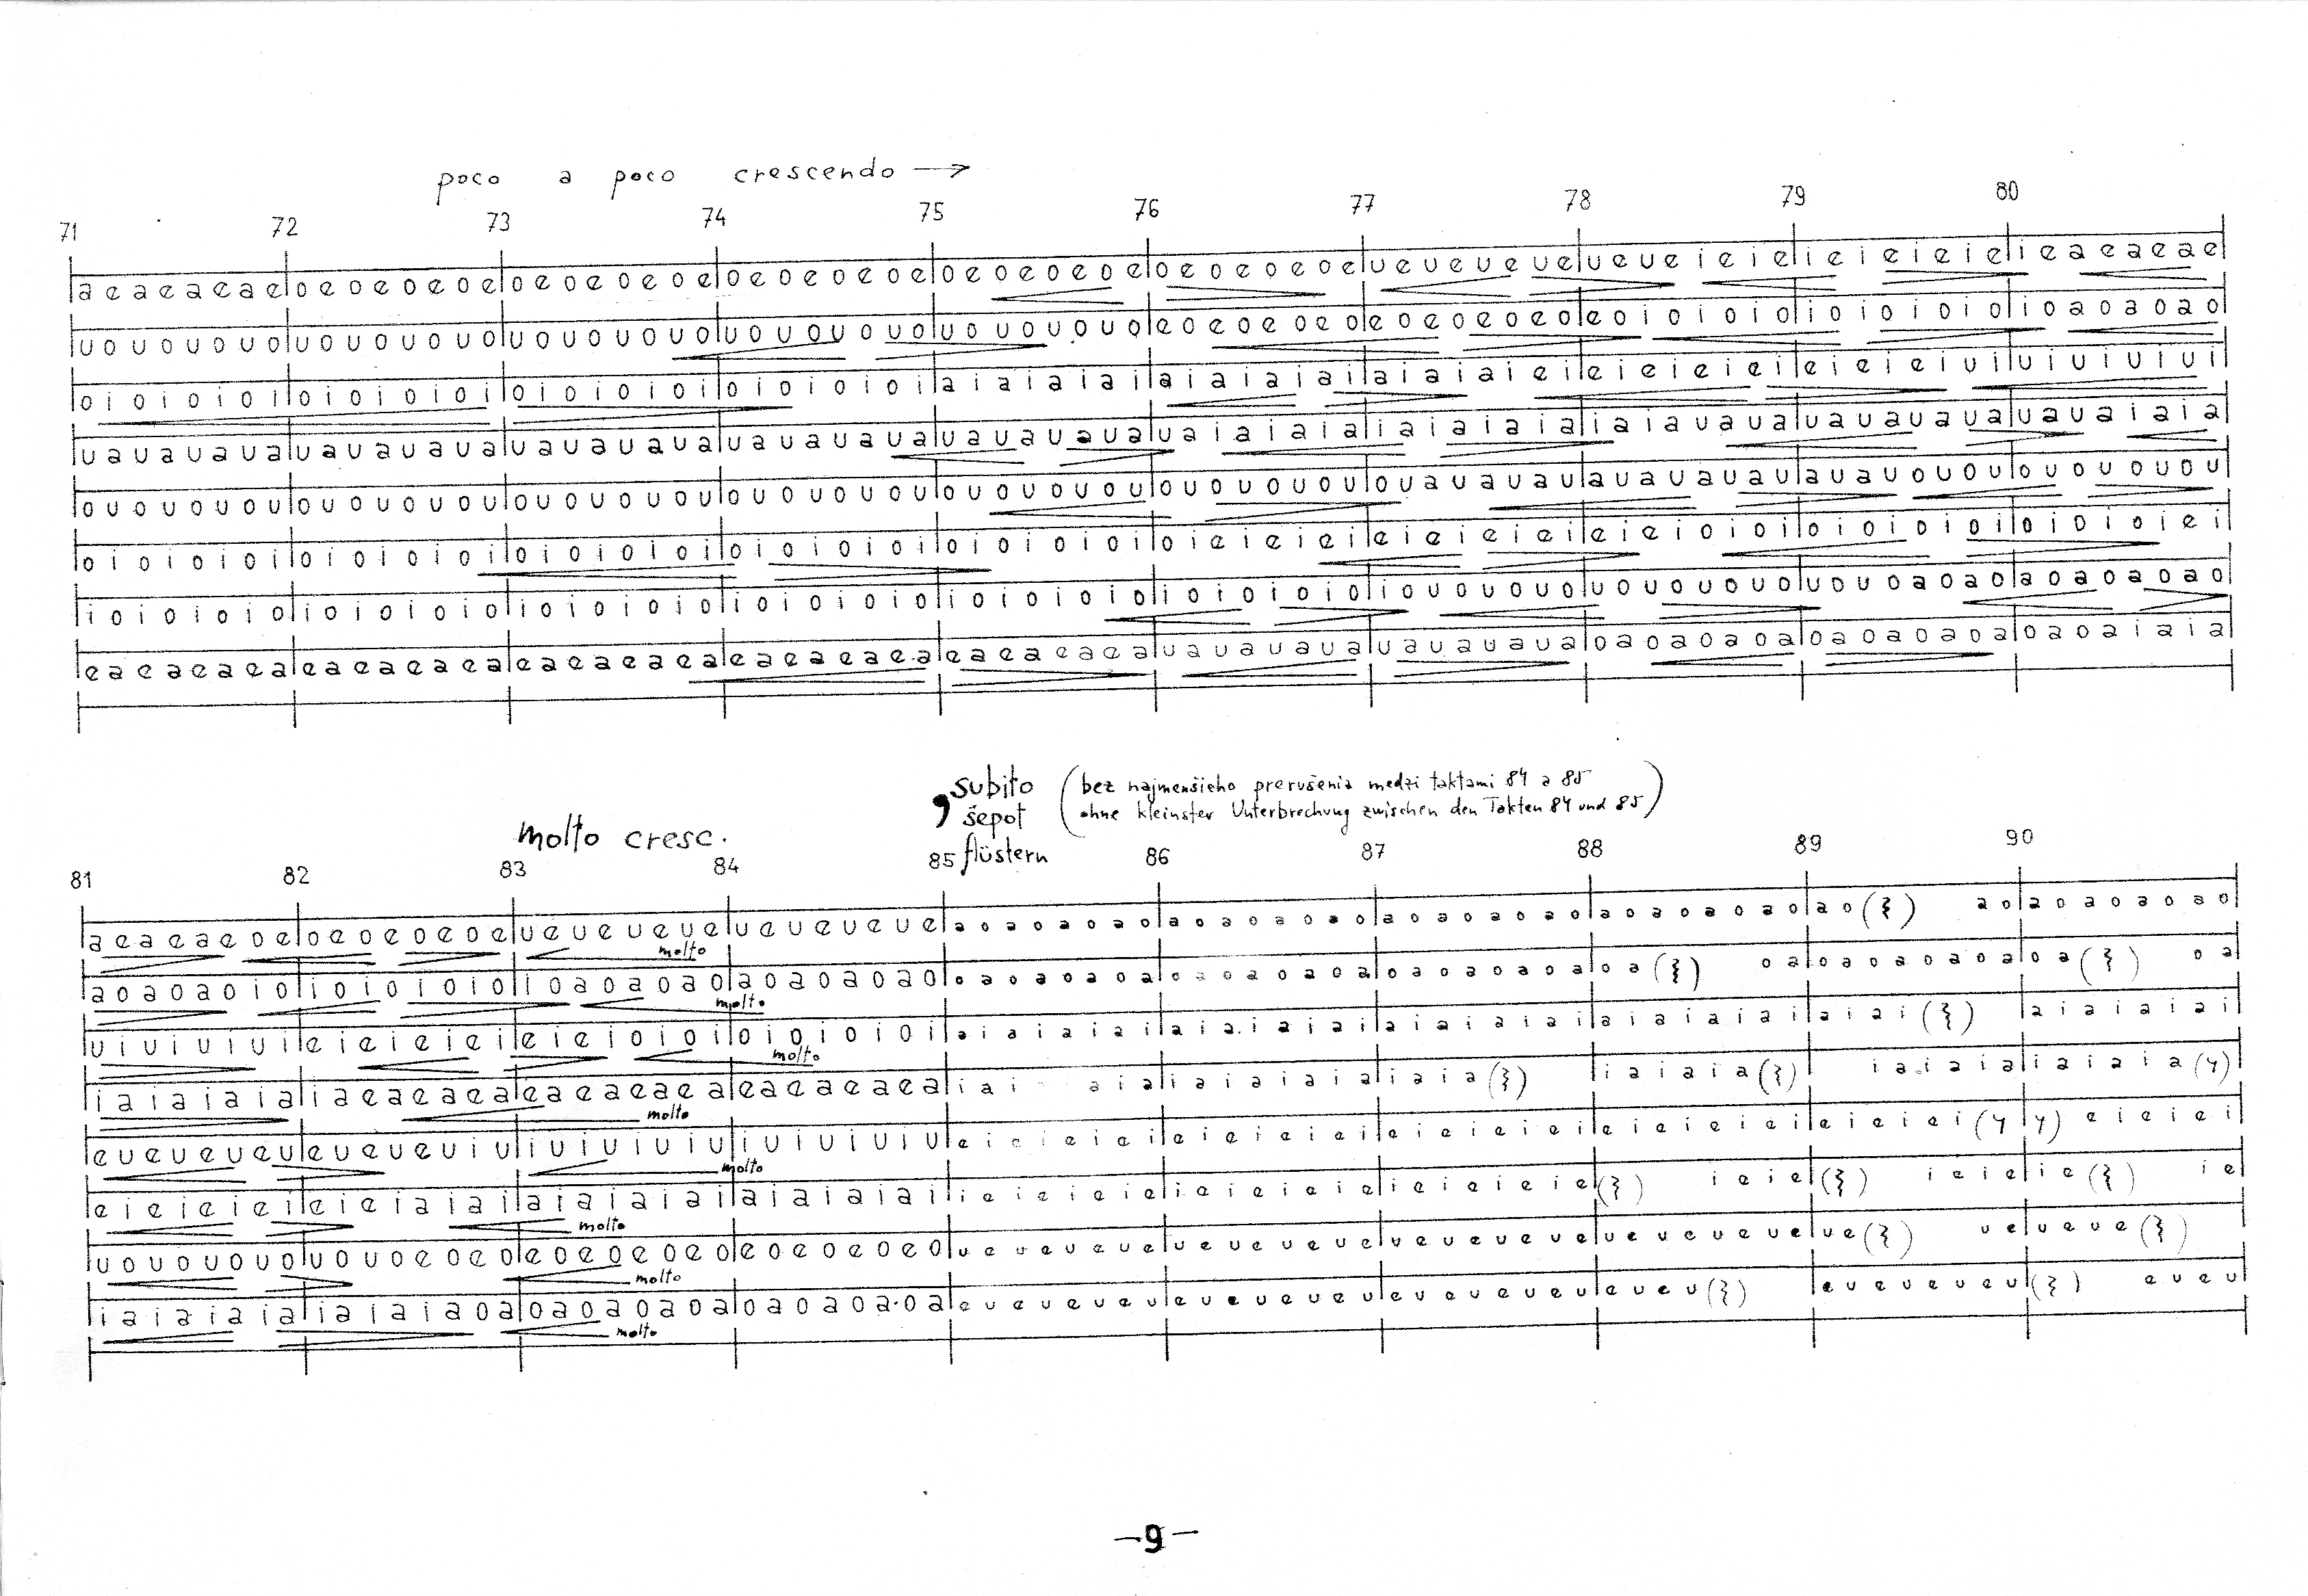 poco a poco crescendo
71 72 73 74 75 76 77 78 79 80
a e a e a e a e o e o e o e o e o e o e o e o e o e o e o e o e o e o e o e o e o e o e o e o e u e u e u e u e u e u e i e i e i e i e i e i e i e a e a e a e
u o u o u o u o u o u o u o u o u o u o u o u o u o u o u o u o u o u o u o u o e o e o e o e o e o e o e o e o e o i o i o i o i o i o i o i o i o a o a o a o
o i o i o i o i o i o i o i o i o i o i o i o i o i o i o i o i a i a i a i a i a i a i a i a i a i a i a i e i e i e i e i e i e i e i e i u i u i u i u i u i
u a u a u a u a u a u a u a u a u a u a u a u a u a u a u a u a u a u a u a u a u a i a i a i a i a i a i a i a i a i a u a u a u a u a u a u a u a u a i a i a
o u o u o u o u o u o u o u o u o u o u o u o u o u o u o u o u o u o u o u o u o u o u o u o u o u a u a u a u a u a u a u a u a u a u o u o u o u o u o u o u
o i o i o i o i o i o i o i o i o i o i o i o i o i o i o i o i o i o i o i o i o i e i e i e i e i e i e i e i e i e i o i o i o i o i o i o i o i o i o i e i
i o i o i o i o i o i o i o i o i o i o i o i o i o i o i o i o i o i o i o i o i o i o i o i o i o u o u o u o u o u o u o u o u o u o a o a o a o a o a o a o
e a e a e a e a e a e a e a e a e a e a e a e a e a e a e a e a e a e a e a e a u a u a u a u a u a u a u a u a o a o a o a o a o a o a o a o a o a o a i a i a
molto cresc.
, subito (bez najmenšieho prerušenia medzi taktami 84 a 85
šepot ohne kleinster Unterbrechung zwischen den Takten 84 und 85)
flüstern
81 82 83 84 85 86 87 88 89 90
a e a e a e o e o e o e o e o e u e u e u e u e u e u e u e u e a o a o a o a o a o a o a o a o a o a o a o a o a o a o a o a o a o ( ) a o a o a o a o a o
molto
a o a o a o i o i o i o i o i o i o a o a o a o a o a o a o a o o a o a o a o a o a o a o a o a o a o a o a o a o a ( ) o a o a o a o a o a o a ( ) o a
molto
u i u i u i u i e i e i e i e i e i e i o i o i o i o i o i o i a i a i a i a i a i a i a i a i a i a i a i a i a i a i a i a i a i a i ( ) a i a i a i a i
molto
i a i a i a i a i a e a e a e a e a e a e a e a e a e a e a e a i a i a i a i a i a i a i a i a i a ( ) i a i a i a ( ) i a i a i a i a i a i a ( )
molto
e u e u e u e u e u e u e u i u i u i u i u i u i u i u i u i u e i e i e i e i e i e i e i e i e i e i e i e i e i e i e i e i e i e i e i ( ) e i e i e i
molto
e i e i e i e i e i e i a i a i a i a i a i a i a i a i a i a i i e i e i e i e i e i e i e i e i e i e i e i e ( ) i e i e ( ) i e i e i e ( ) i e
molto
u o u o u o u o u o u o e o e o e o e o e o e o e o e o e o e o u e u e u e u e u e u e u e u e u e u e u e u e u e u e u e u e u e ( ) u e u e u e ( )
molto
i a i a i a i a i a i a i a o a o a o a o a o a o a o a o a o a e u e u e u e u e u e u e u e u e u e u e u e u e u e u ( ) e u e u e u e u ( ) e u e u
molto
–9–